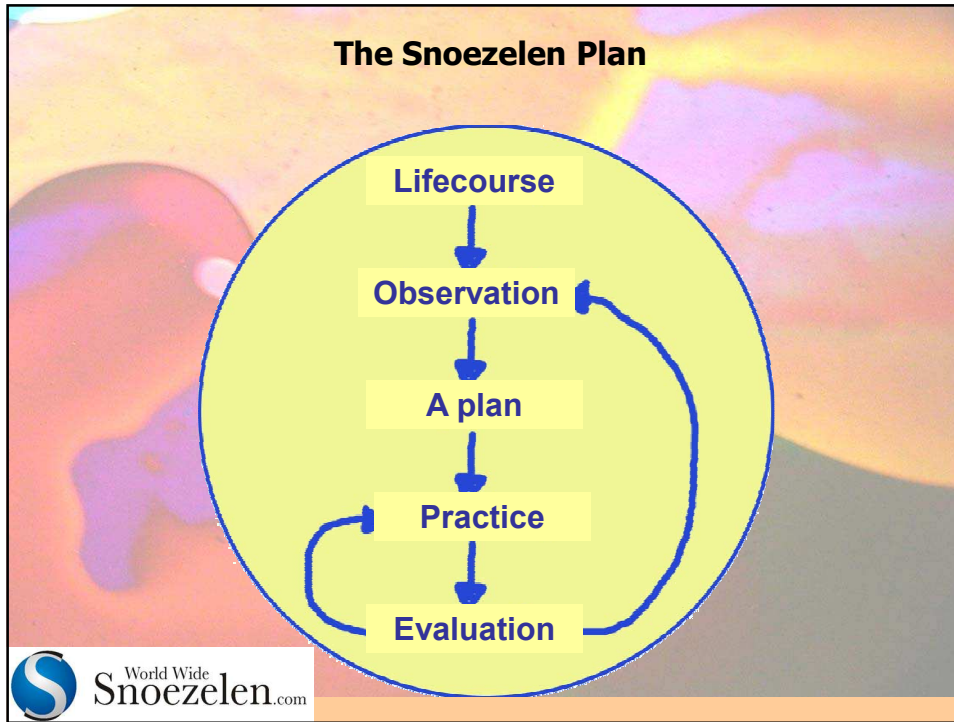 The Snoezelen Plan
Lifecourse
Observation
A plan
Practice
Evaluation
World Wide
Snoezelen.com